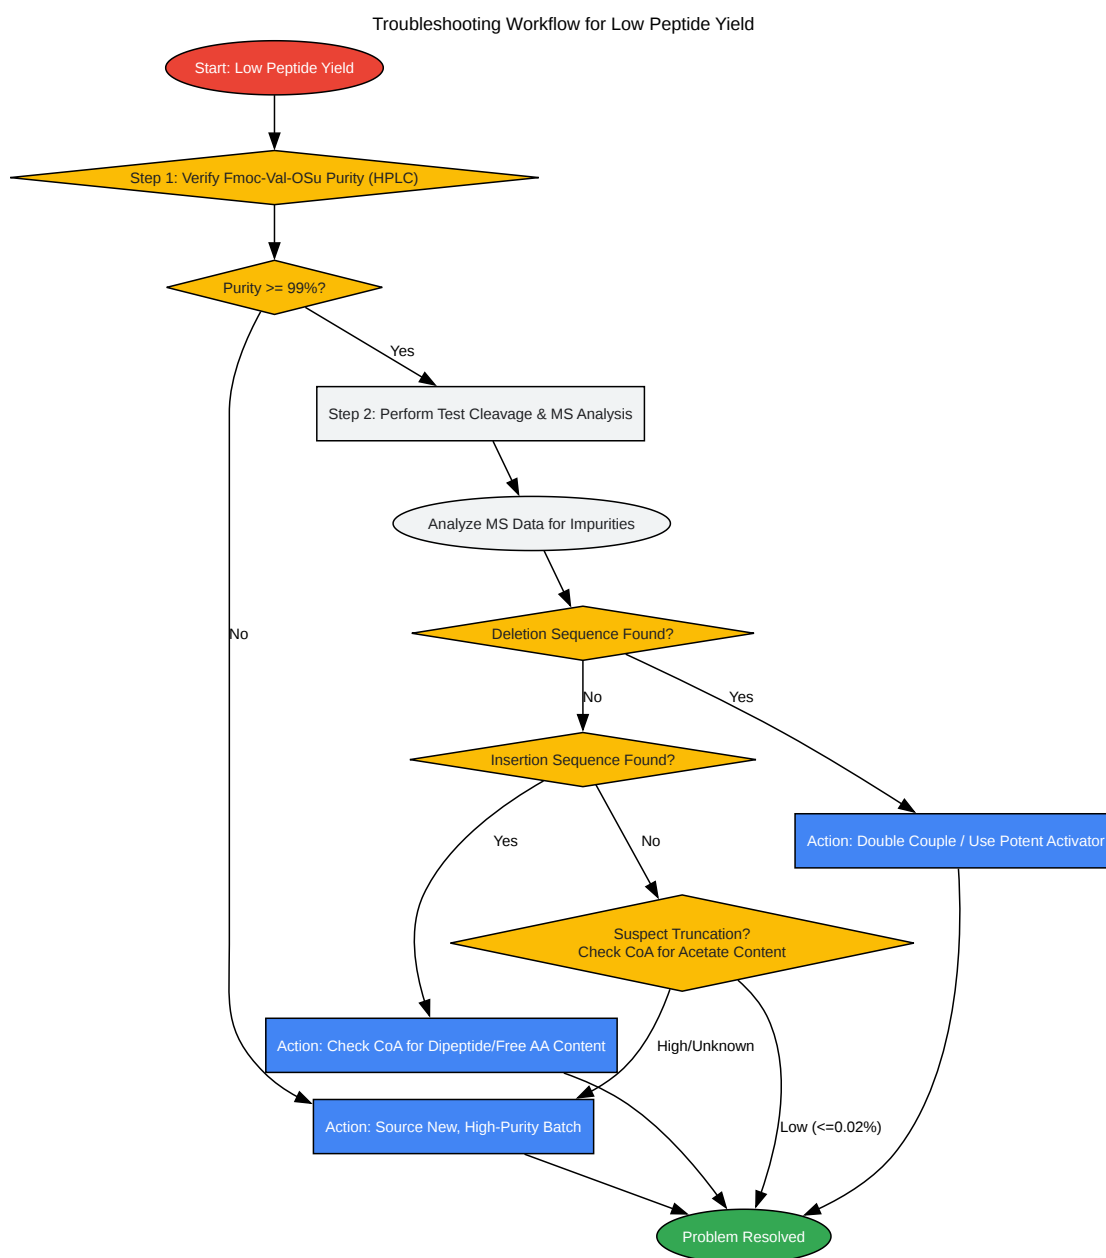 Troubleshooting Workflow for Low Peptide Yield
Start: Low Peptide Yield
Step 1: Verify Fmoc-Val-OSu Purity (HPLC)
Purity >= 99%?
Yes
Step 2: Perform Test Cleavage & MS Analysis
Analyze MS Data for Impurities
Deletion Sequence Found?
No
No
Yes
Insertion Sequence Found?
Yes
No
Action: Double Couple / Use Potent Activator
Suspect Truncation?
Check CoA for Acetate Content
Action: Check CoA for Dipeptide/Free AA Content
High/Unknown
Action: Source New, High-Purity Batch
Low (<=0.02%)
Problem Resolved